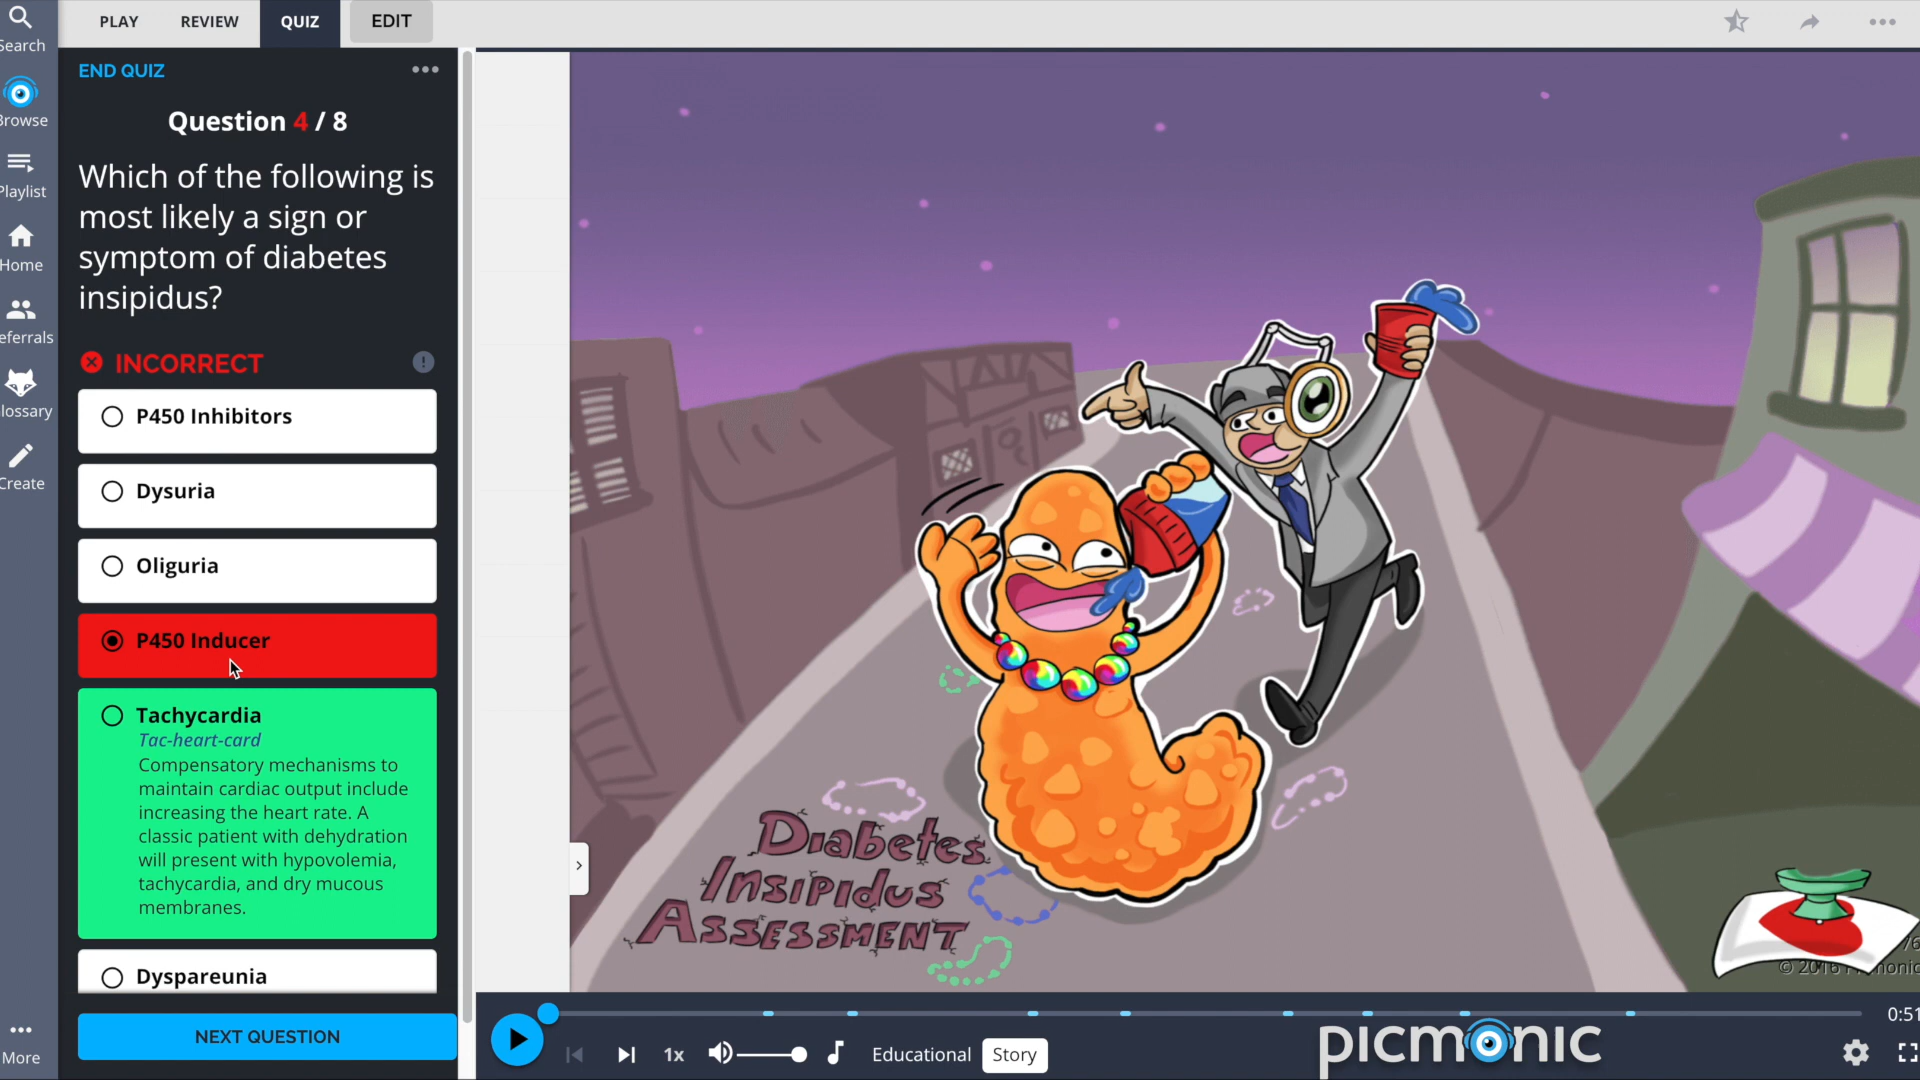 Search
PLAY
REVIEW
QUIZ
EDIT
END QUIZ
Question 4 / 8
Which of the following is
most likely a sign or
symptom of diabetes
insipidus?
INCORRECT
P450 Inhibitors
Dysuria
Oliguria
P450 Inducer
Tachycardia
Tac-heart-card
Compensatory mechanisms to
maintain cardiac output include
increasing the heart rate. A
classic patient with dehydration
will present with hypovolemia,
tachycardia, and dry mucous
membranes.
Dyspareunia
NEXT QUESTION
Browse
Playlist
Home
eferrals
lossary
Create
More
Diabetes
Insipidus
Assessment
/6
© 2016 P monic
0:51
1x
Educational
Story
picmonic